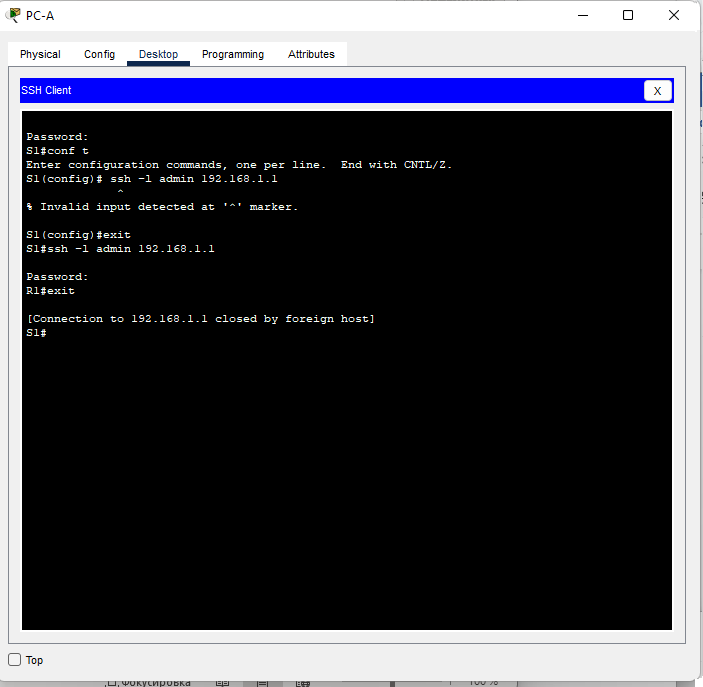 PC-A
Physical Config Desktop Programming Attributes
SSH Client
X
Password:
S1#conf t
Enter configuration commands, one per line.  End with CNTL/Z.
S1(config)# ssh -l admin 192.168.1.1
^
% Invalid input detected at '^' marker.
S1(config)#exit
S1#ssh -l admin 192.168.1.1
Password:
R1#exit
[Connection to 192.168.1.1 closed by foreign host]
S1#
Top
Фокусировка
100 %